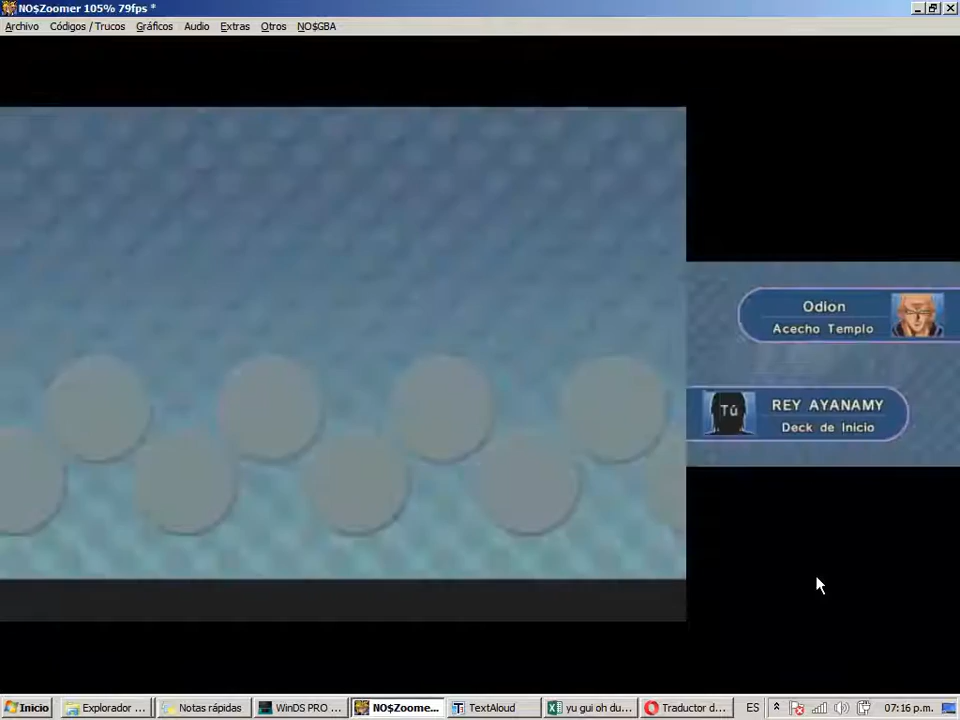 NO$Zoomer 105% 79fps *
Archivo Códigos / Trucos Gráficos Audio Extras Otros NO$GBA
Odion
Acecho Templo
Tú
REY AYANAMY
Deck de Inicio
Inicio Explorador ... Notas rápidas WinDS PRO ... NO$Zoome... TextAloud yu gui oh du... Traductor d... ES 07:16 p.m.